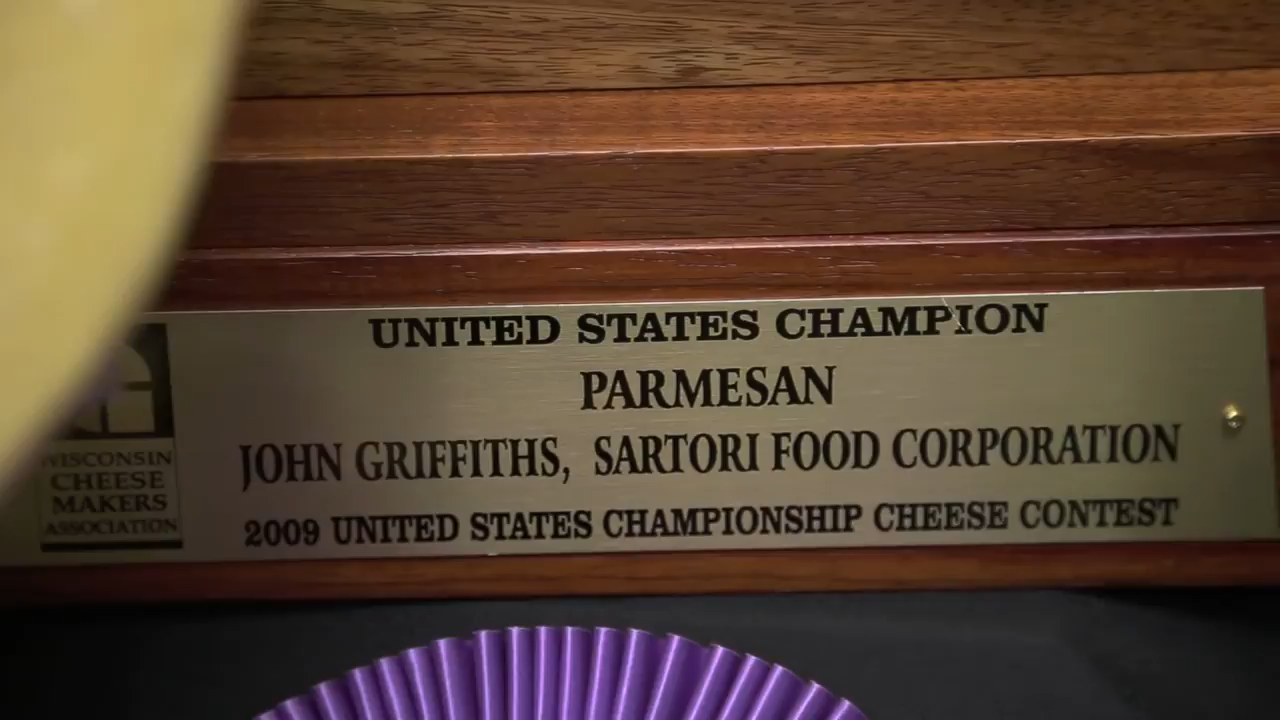 UNITED STATES CHAMPION
PARMESAN
JOHN GRIFFITHS, SARTORI FOOD CORPORATION
2009 UNITED STATES CHAMPIONSHIP CHEESE CONTEST
WISCONSIN
CHEESE
MAKERS
ASSOCIATION